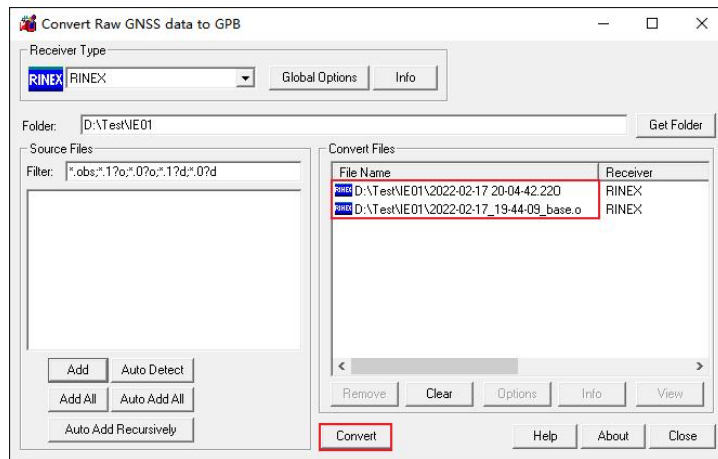 Convert Raw GNSS data to GPB
Receiver Type
RINEX RINEX Global Options Info
Folder: D:\Test\IE01 Get Folder
Source Files
Filter: *.obs;*.1?o;*.0?o;*.1?d;*.0?d
Convert Files
File Name Receiver
RINEX D:\Test\IE01\2022-02-17 20-04-42.22O RINEX
RINEX D:\Test\IE01\2022-02-17_19-44-09_base.o RINEX
Add Auto Detect
Add All Auto Add All
Auto Add Recursively
Remove Clear Options Info View
Convert Help About Close